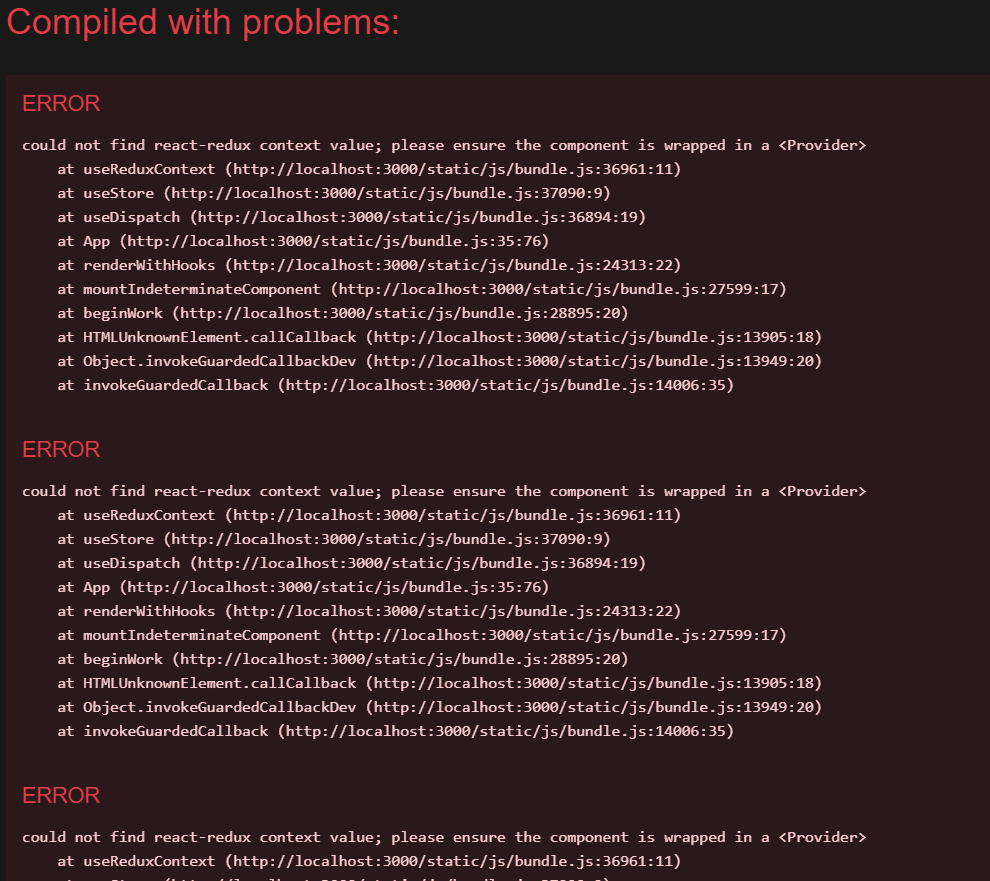 Compiled with problems:
ERROR
could not find react-redux context value; please ensure the component is wrapped in a <Provider>
at useReduxContext (http://localhost:3000/static/js/bundle.js:36961:11)
at useStore (http://localhost:3000/static/js/bundle.js:37090:9)
at useDispatch (http://localhost:3000/static/js/bundle.js:36894:19)
at App (http://localhost:3000/static/js/bundle.js:35:76)
at renderWithHooks (http://localhost:3000/static/js/bundle.js:24313:22)
at mountIndeterminateComponent (http://localhost:3000/static/js/bundle.js:27599:17)
at beginWork (http://localhost:3000/static/js/bundle.js:28895:20)
at HTMLUnknownElement.callCallback (http://localhost:3000/static/js/bundle.js:13905:18)
at Object.invokeGuardedCallbackDev (http://localhost:3000/static/js/bundle.js:13949:20)
at invokeGuardedCallback (http://localhost:3000/static/js/bundle.js:14006:35)
ERROR
could not find react-redux context value; please ensure the component is wrapped in a <Provider>
at useReduxContext (http://localhost:3000/static/js/bundle.js:36961:11)
at useStore (http://localhost:3000/static/js/bundle.js:37090:9)
at useDispatch (http://localhost:3000/static/js/bundle.js:36894:19)
at App (http://localhost:3000/static/js/bundle.js:35:76)
at renderWithHooks (http://localhost:3000/static/js/bundle.js:24313:22)
at mountIndeterminateComponent (http://localhost:3000/static/js/bundle.js:27599:17)
at beginWork (http://localhost:3000/static/js/bundle.js:28895:20)
at HTMLUnknownElement.callCallback (http://localhost:3000/static/js/bundle.js:13905:18)
at Object.invokeGuardedCallbackDev (http://localhost:3000/static/js/bundle.js:13949:20)
at invokeGuardedCallback (http://localhost:3000/static/js/bundle.js:14006:35)
ERROR
could not find react-redux context value; please ensure the component is wrapped in a <Provider>
at useReduxContext (http://localhost:3000/static/js/bundle.js:36961:11)